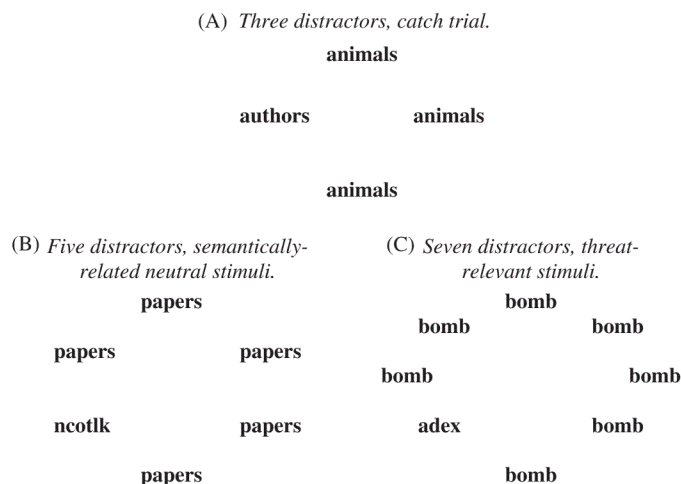 (A) Three distractors, catch trial.
animals
authors animals
animals
(B) Five distractors, semantically-
related neutral stimuli.
papers
papers papers
ncotlk papers
papers
(C) Seven distractors, threat-
relevant stimuli.
bomb
bomb bomb
bomb bomb
adex bomb
bomb